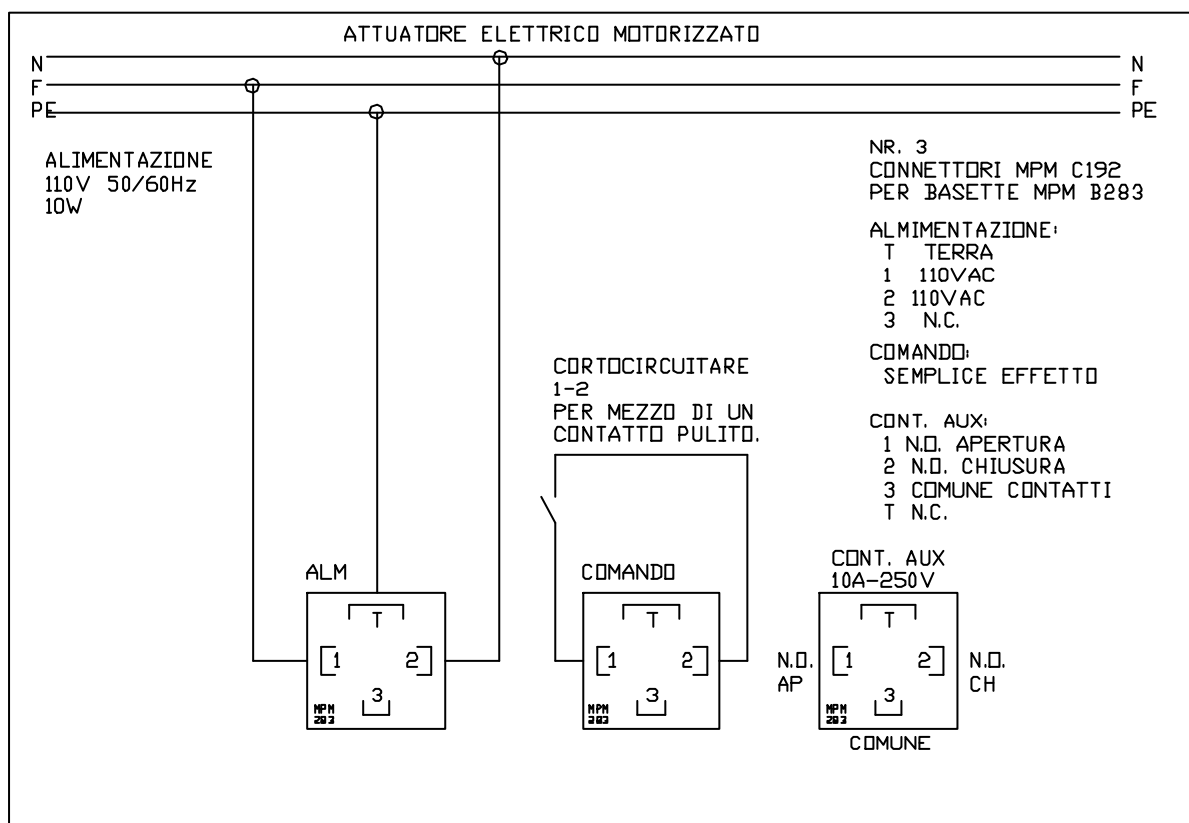 ATTUATORE ELETTRICO MOTORIZZATO
N
N
F
F
PE
PE
ALIMENTAZIONE
110V 50/60Hz
10W
NR. 3
CONNETTORI MPM C192
PER BASETTE MPM B283
ALMIMENTAZIONE:
T TERRA
1 110VAC
2 110VAC
3 N.C.
COMANDO:
SEMPLICE EFFETTO
CONT. AUX:
1 N.O. APERTURA
2 N.O. CHIUSURA
3 COMUNE CONTATTI
T N.C.
CORTOCIRCUITARE
1-2
PER MEZZO DI UN
CONTATTO PULITO.
ALM
T
1 2
3
MPM
283
COMANDO
T
1 2
3
MPM
283
CONT. AUX
10A-250V
T
N.O.
AP
1 2
N.O.
CH
3
MPM
283
COMUNE